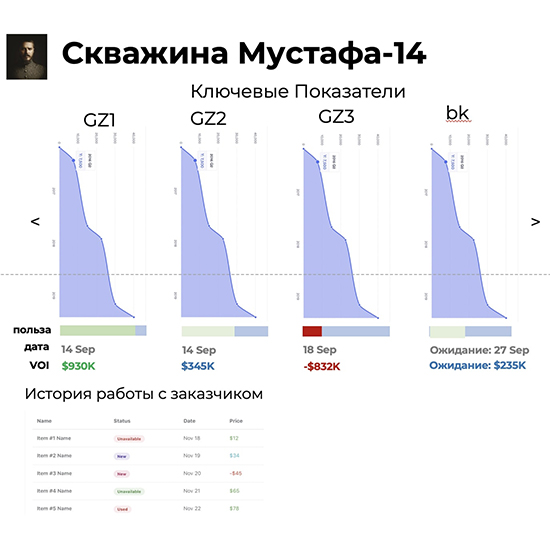 Скважина Мустафа-14
Ключевые Показатели
GZ1 GZ2 GZ3 bk
< >
польза
дата 14 Sep 14 Sep 18 Sep Ожидание: 27 Sep
VOI $930K $345K -$832K Ожидание: $235K
История работы с заказчиком
Name Status Date Price
Item #1 Name Unavailable Nov 18 $12
Item #2 Name New Nov 19 $34
Item #3 Name New Nov 20 -$45
Item #4 Name Unavailable Nov 21 $65
Item #5 Name Used Nov 22 $78